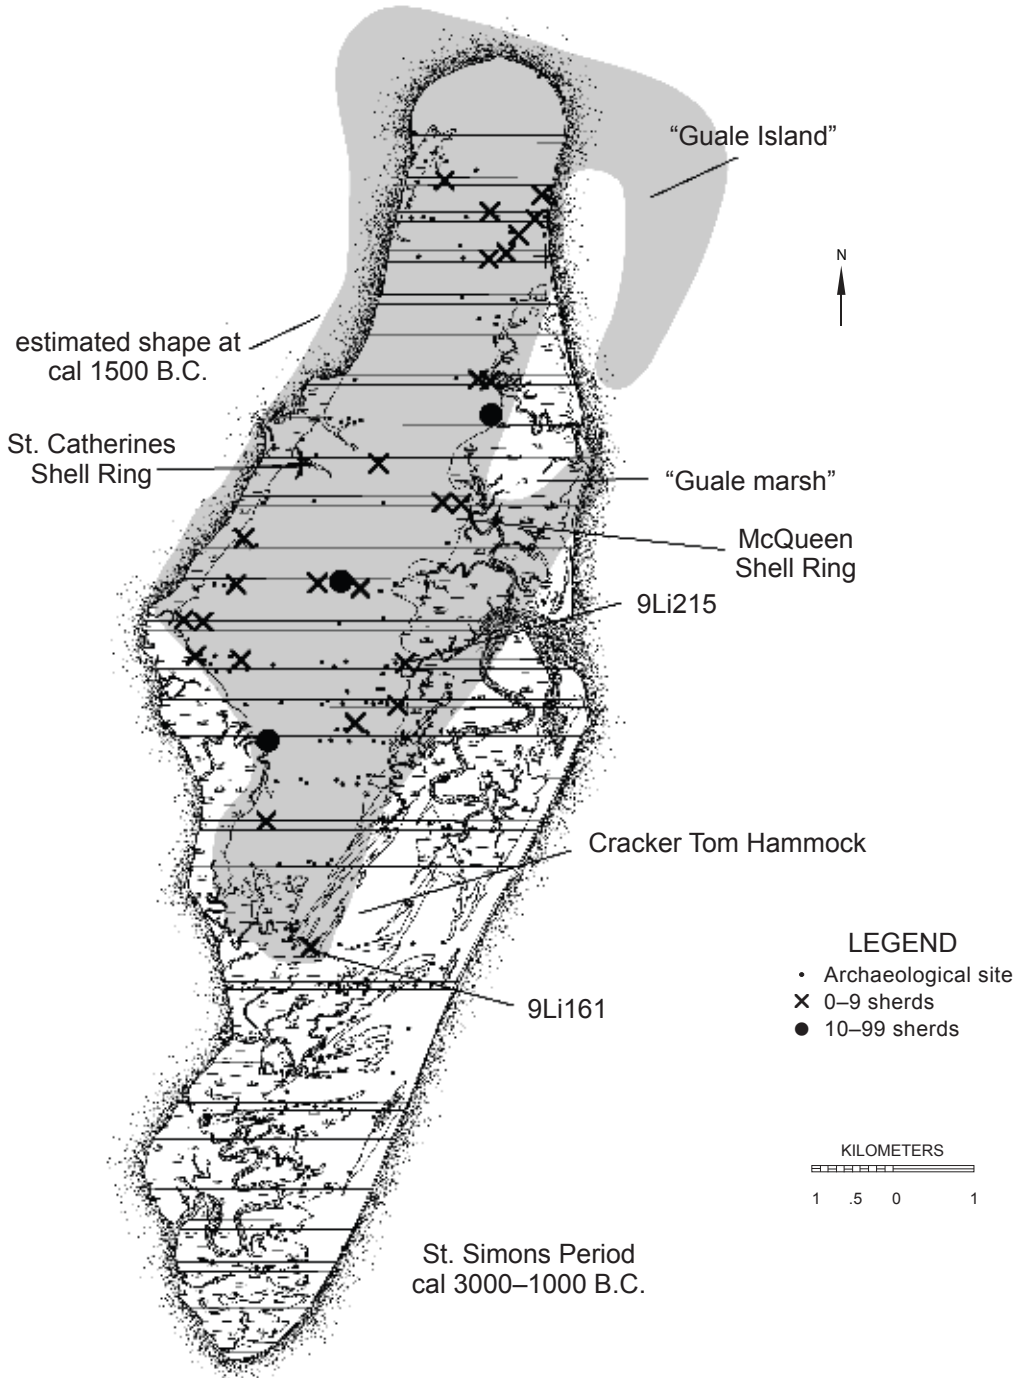 “Guale Island”
N
estimated shape at
cal 1500 B.C.
St. Catherines
Shell Ring
“Guale marsh”
McQueen
Shell Ring
9Li215
Cracker Tom Hammock
9Li161
LEGEND
Archaeological site
0–9 sherds
10–99 sherds
KILOMETERS
1 .5 0 1
St. Simons Period
cal 3000–1000 B.C.